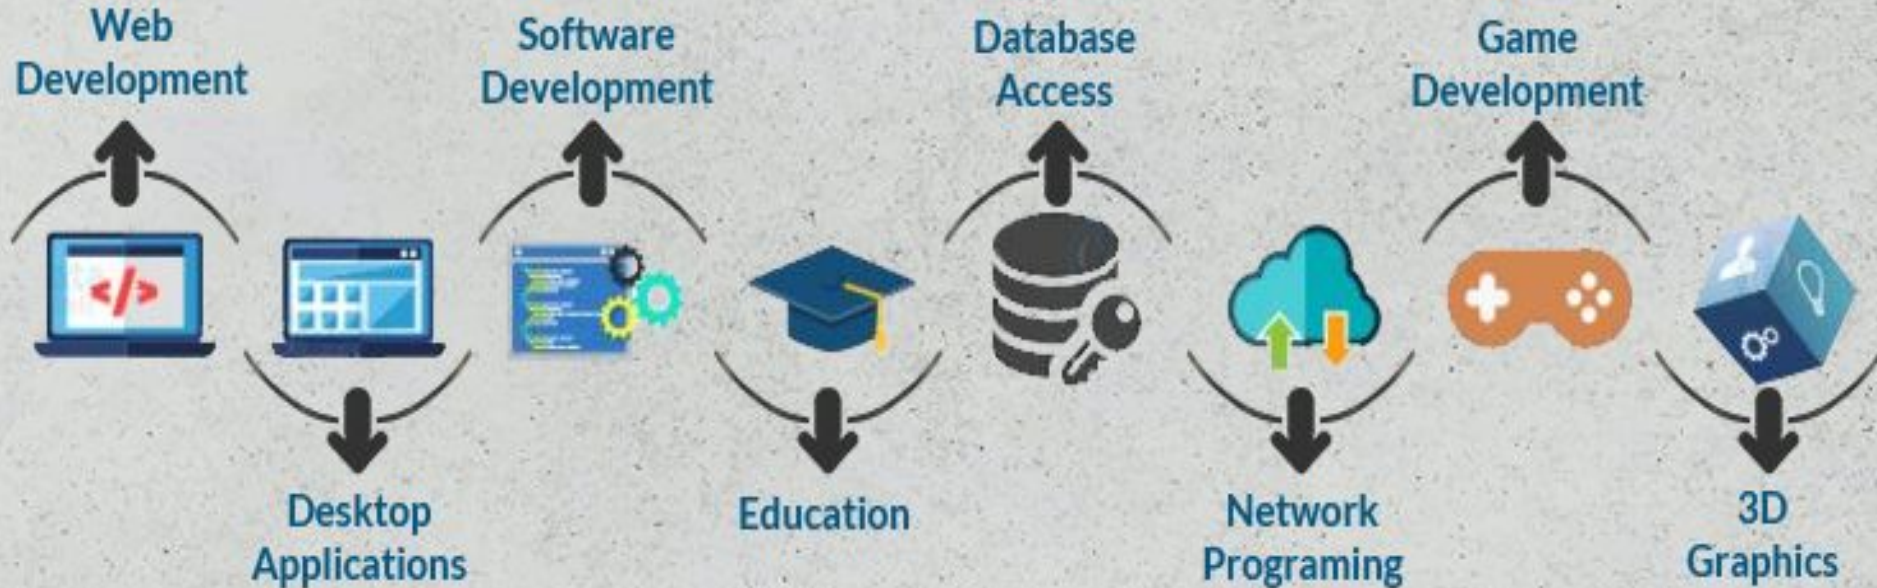 Web
Development
Software
Development
Database
Access
Game
Development
</>
Desktop
Applications
Education
Network
Programing
3D
Graphics